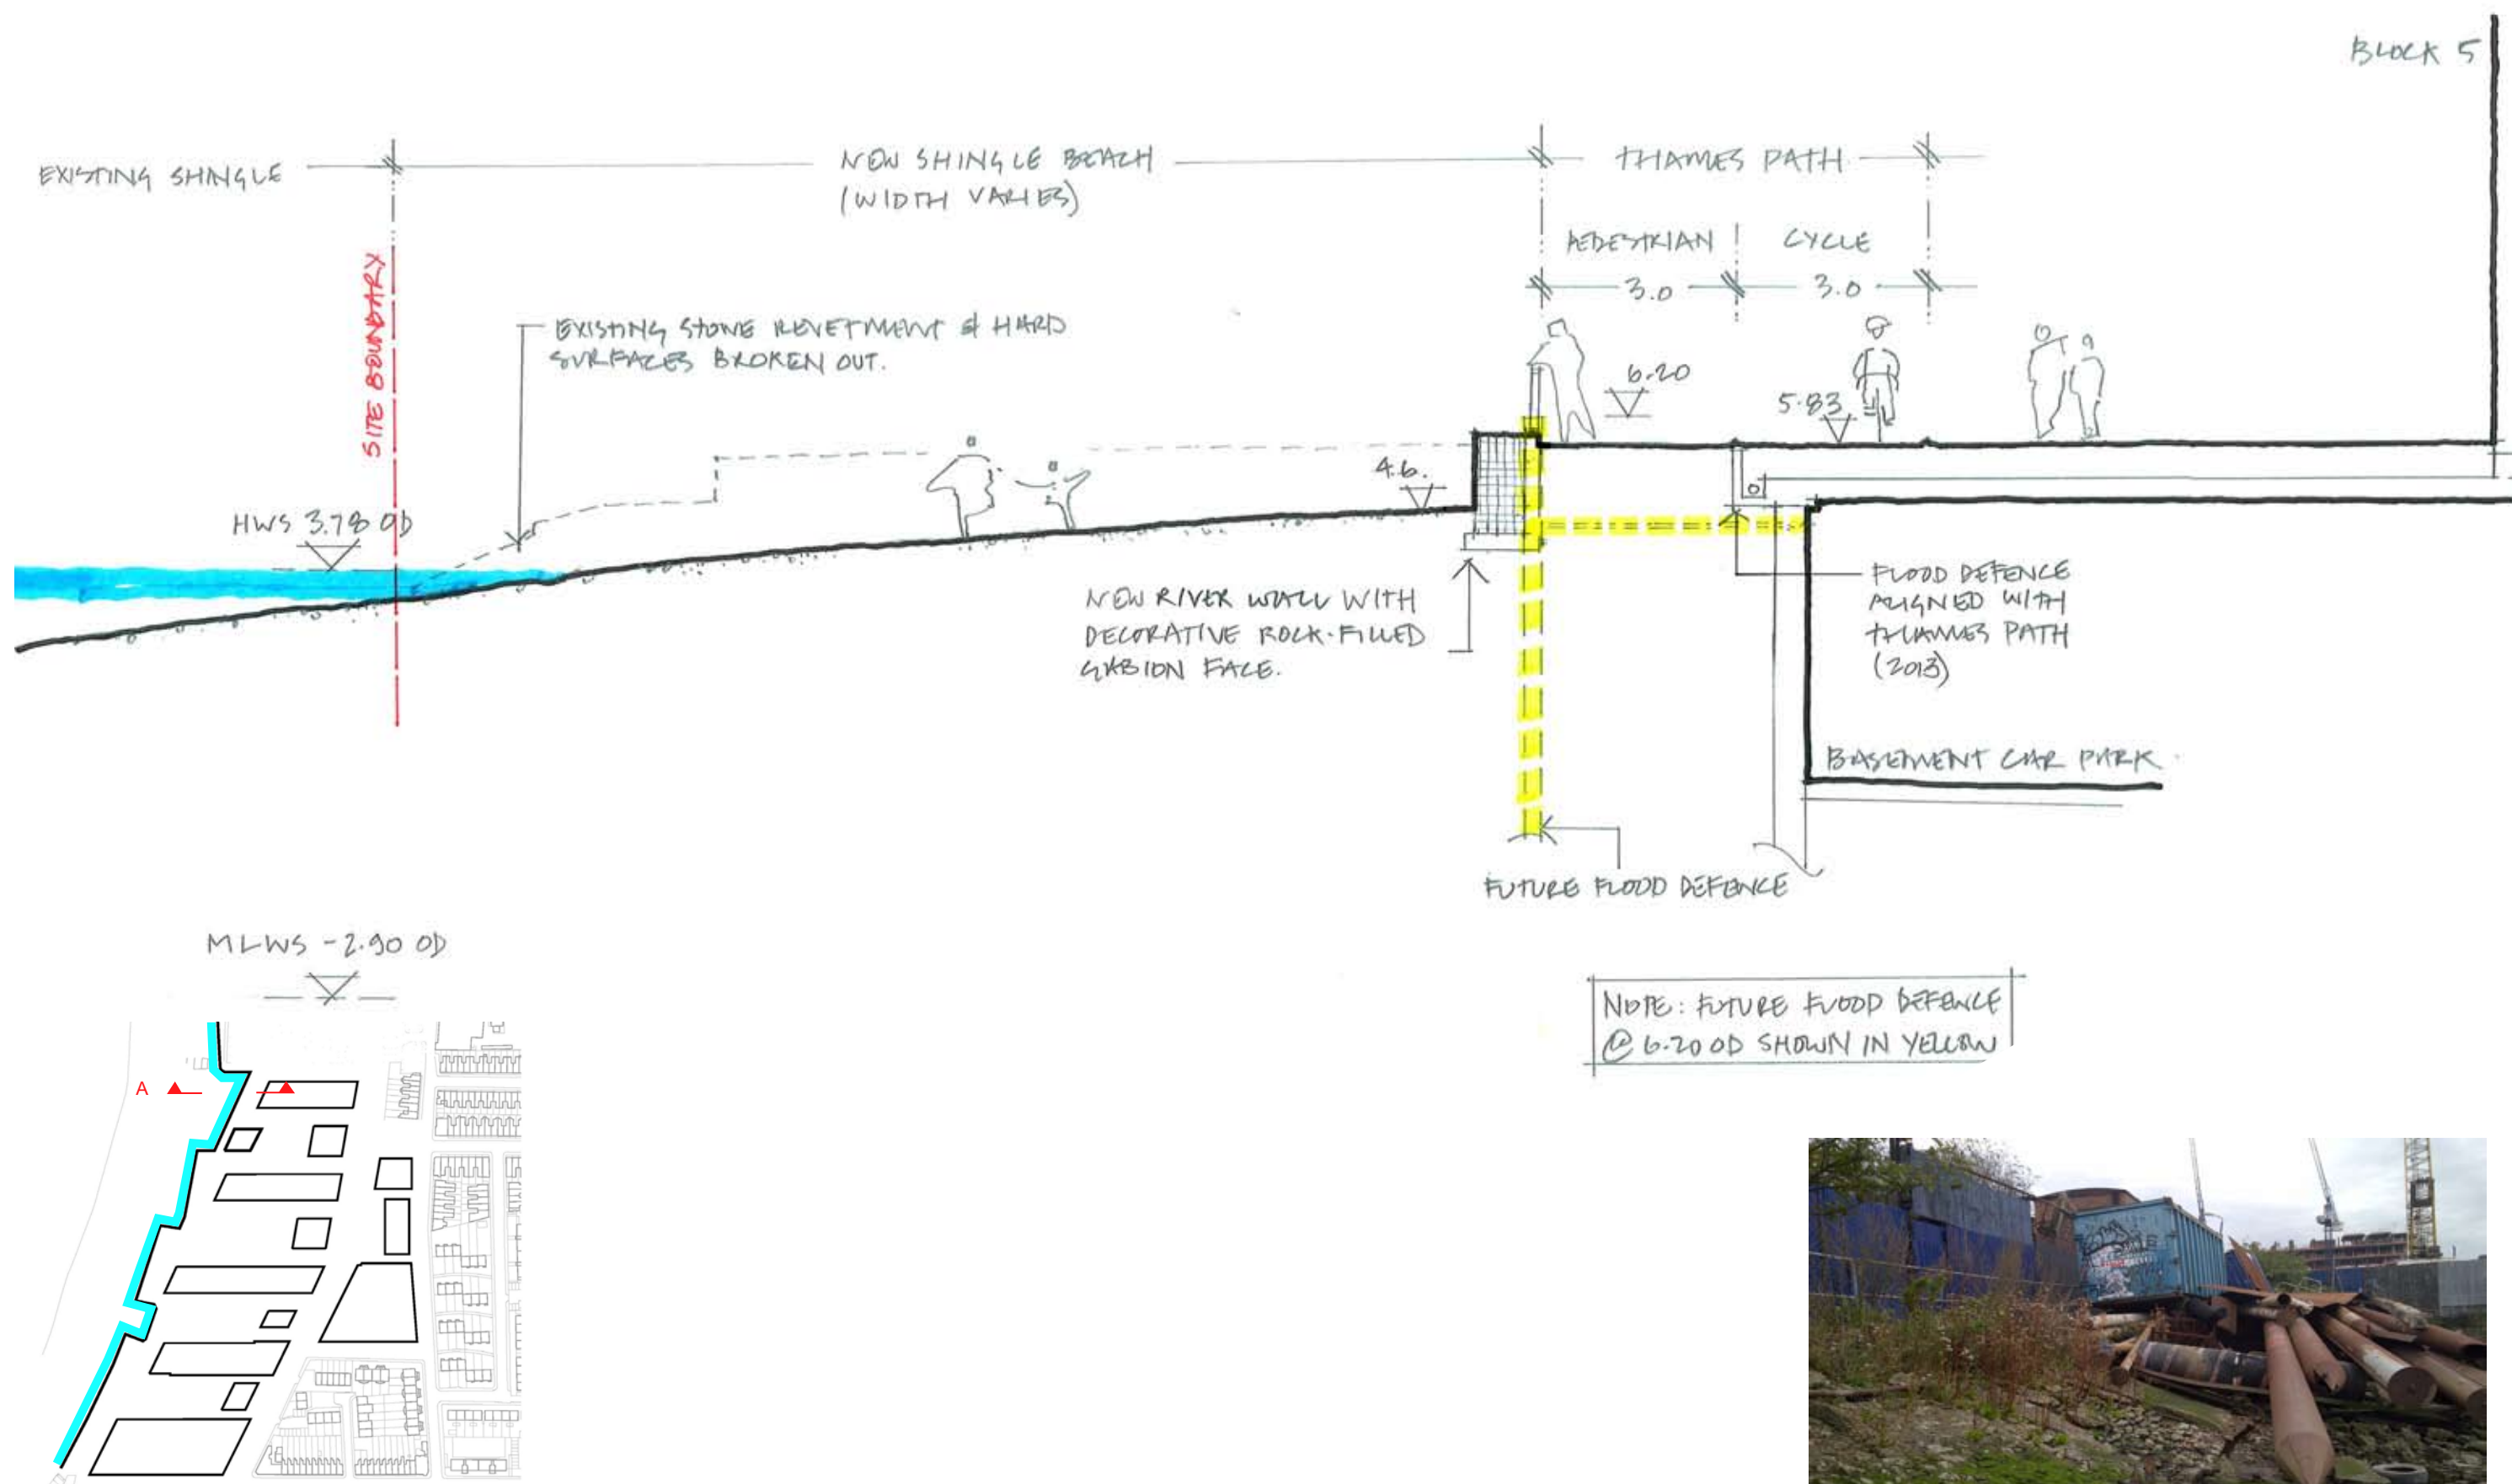 BLOCK 5
EXISTING SHINGLE
NEW SHINGLE BEACH
(WIDTH VARIES)
THAMES PATH
PEDESTRIAN
CYCLE
3.0
3.0
SITE BOUNDARY
EXISTING STONE REVETMENT & HARD
SURFACES BROKEN OUT.
6.20
5.83
4.6.
HWS 3.78 OD
NEW RIVER WALL WITH
DECORATIVE ROCK-FILLED
GABION FACE.
FLOOD DEFENCE
ALIGNED WITH
THAMES PATH
(2013)
BASEMENT CAR PARK
FUTURE FLOOD DEFENCE
MLWS -2.90 OD
NOTE: FUTURE FLOOD DEFENCE
@ 6.20 OD SHOWN IN YELLOW
A